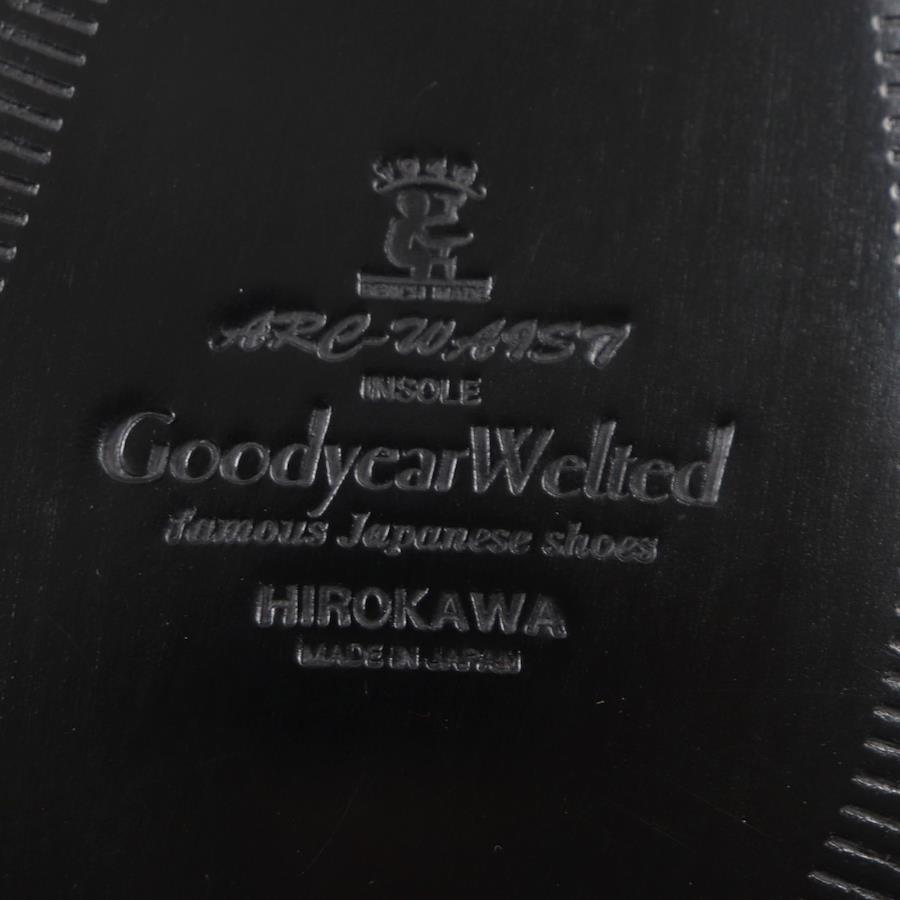 BENCH MADE
ARC-WAIST
INSOLE
GoodyearWelted
famous Japanese shoes
HIROKAWA
MADE IN JAPAN